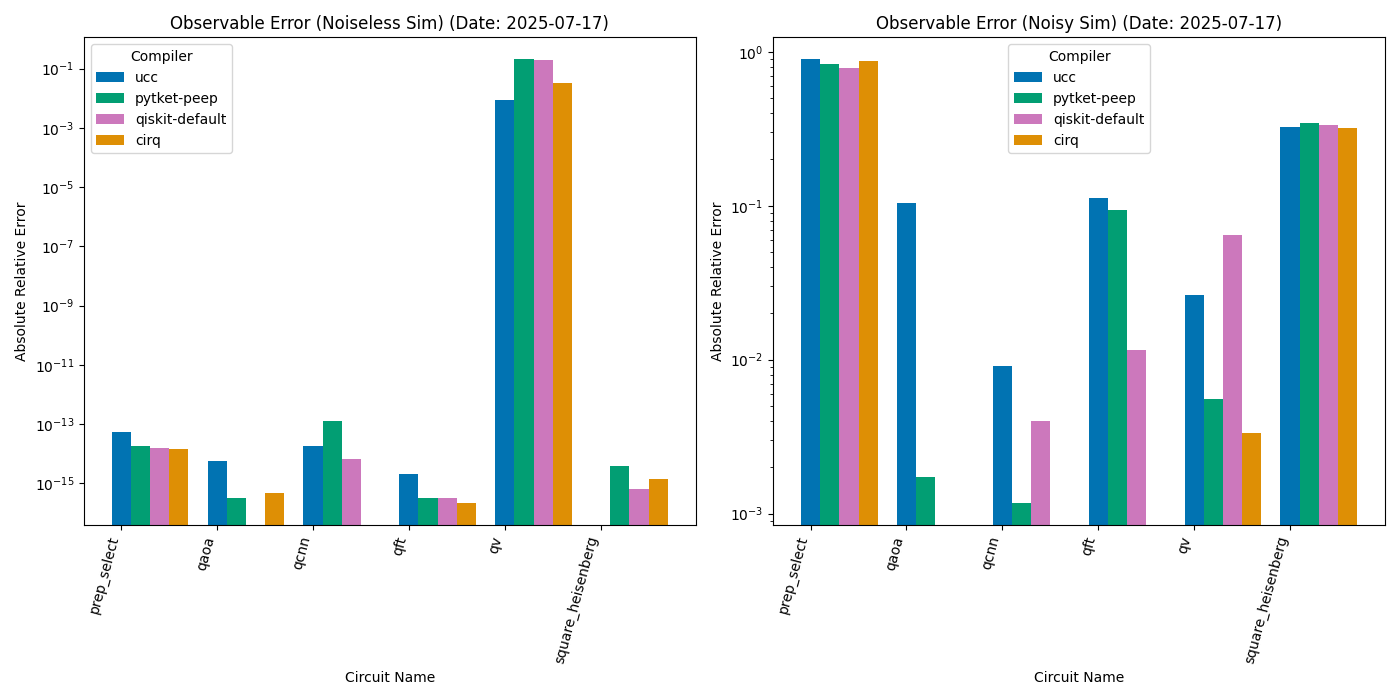 Observable Error (Noiseless Sim) (Date: 2025-07-17)
Absolute Relative Error
10⁻¹
10⁻³
10⁻⁵
10⁻⁷
10⁻⁹
10⁻¹¹
10⁻¹³
10⁻¹⁵
Compiler
ucc
pytket-peep
qiskit-default
cirq
prep_select
qaoa
qcnn
qft
qv
square_heisenberg
Circuit Name
Observable Error (Noisy Sim) (Date: 2025-07-17)
Absolute Relative Error
10⁰
10⁻¹
10⁻²
10⁻³
Compiler
ucc
pytket-peep
qiskit-default
cirq
prep_select
qaoa
qcnn
qft
qv
square_heisenberg
Circuit Name